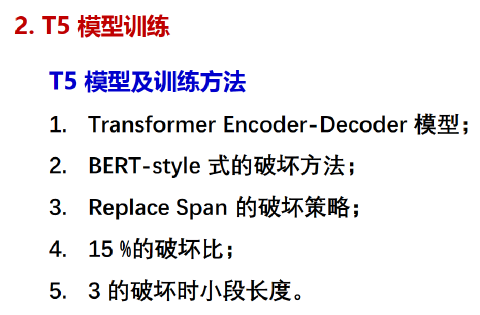 2. T5 模型训练
T5 模型及训练方法
1. Transformer Encoder-Decoder 模型；
2. BERT-style 式的破坏方法；
3. Replace Span 的破坏策略；
4. 15 %的破坏比；
5. 3 的破坏时小段长度。